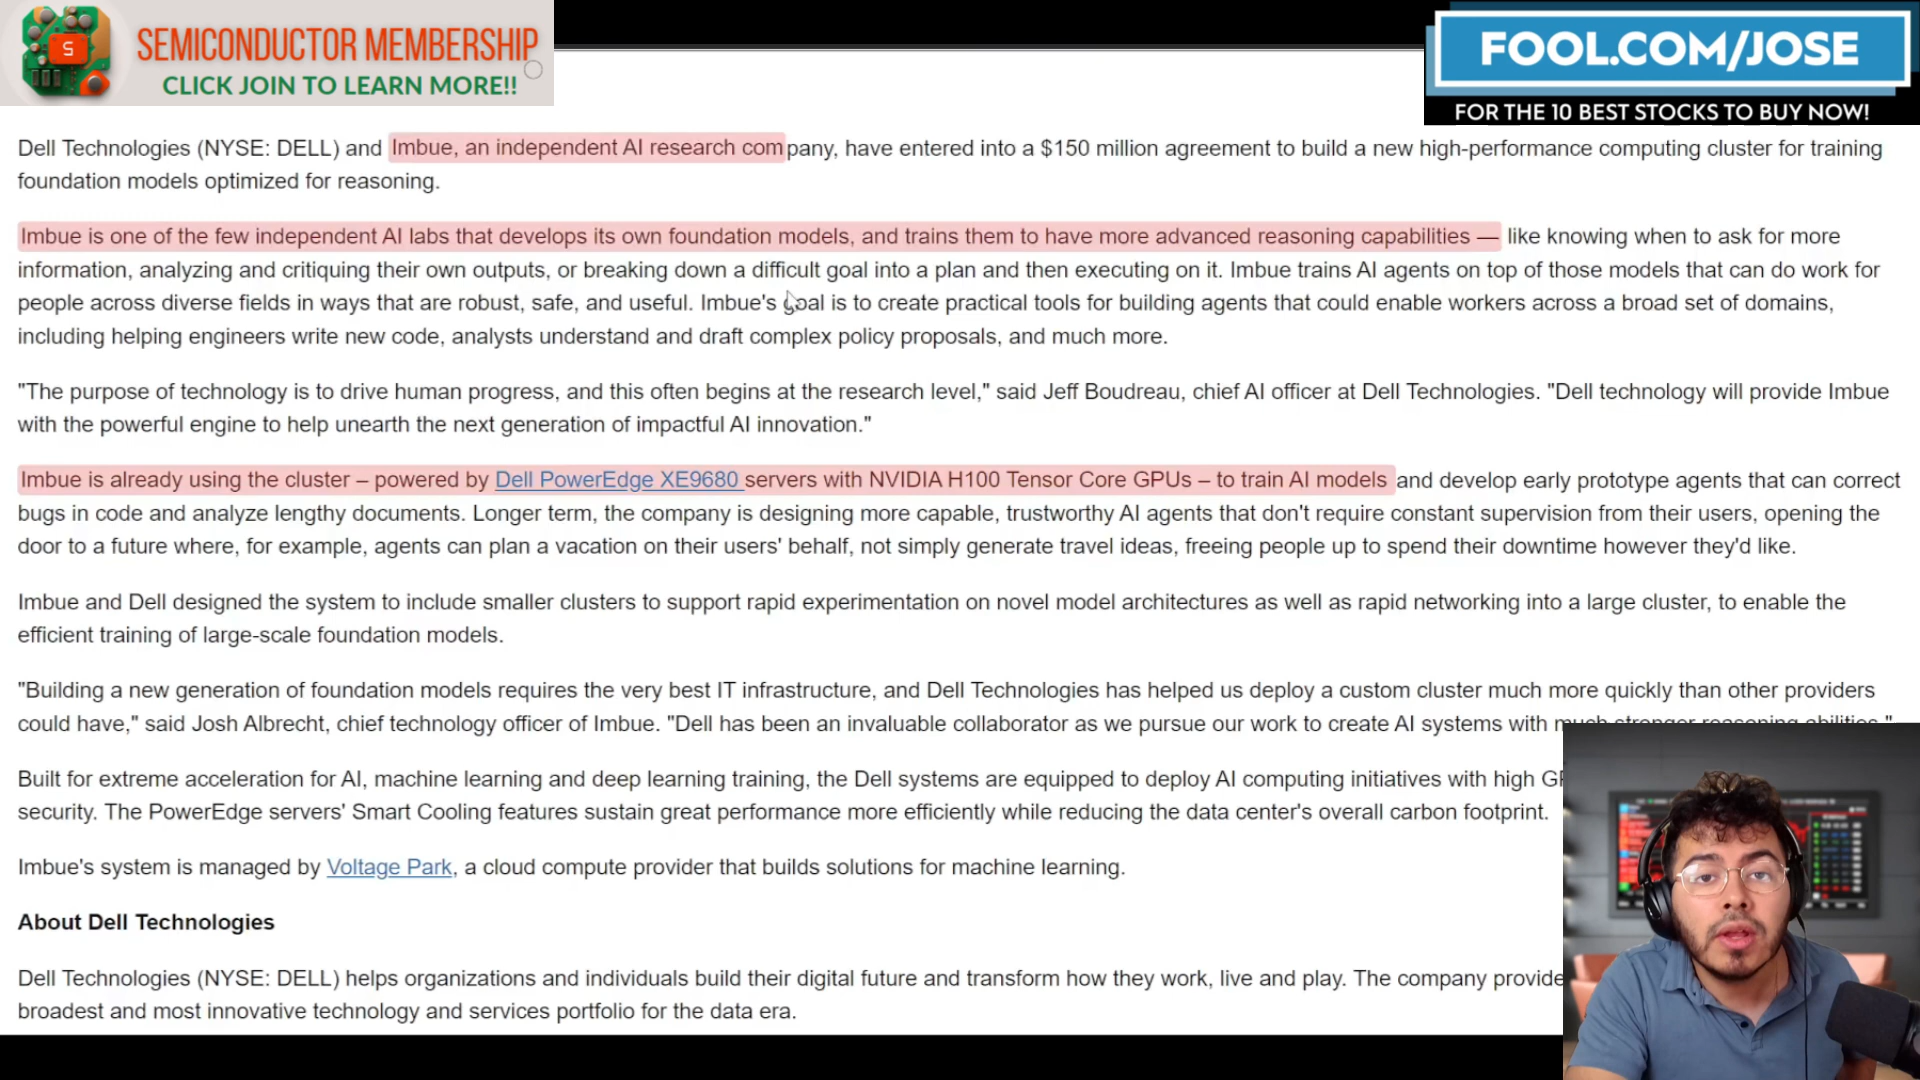 SEMICONDUCTOR MEMBERSHIP
CLICK JOIN TO LEARN MORE!!
S
FOOL.COM/JOSE
FOR THE 10 BEST STOCKS TO BUY NOW!
Dell Technologies (NYSE: DELL) and Imbue, an independent AI research company, have entered into a $150 million agreement to build a new high-performance computing cluster for training
foundation models optimized for reasoning.
Imbue is one of the few independent AI labs that develops its own foundation models, and trains them to have more advanced reasoning capabilities — like knowing when to ask for more
information, analyzing and critiquing their own outputs, or breaking down a difficult goal into a plan and then executing on it. Imbue trains AI agents on top of those models that can do work for
people across diverse fields in ways that are robust, safe, and useful. Imbue's goal is to create practical tools for building agents that could enable workers across a broad set of domains,
including helping engineers write new code, analysts understand and draft complex policy proposals, and much more.
"The purpose of technology is to drive human progress, and this often begins at the research level," said Jeff Boudreau, chief AI officer at Dell Technologies. "Dell technology will provide Imbue
with the powerful engine to help unearth the next generation of impactful AI innovation."
Imbue is already using the cluster – powered by Dell PowerEdge XE9680 servers with NVIDIA H100 Tensor Core GPUs – to train AI models and develop early prototype agents that can correct
bugs in code and analyze lengthy documents. Longer term, the company is designing more capable, trustworthy AI agents that don't require constant supervision from their users, opening the
door to a future where, for example, agents can plan a vacation on their users' behalf, not simply generate travel ideas, freeing people up to spend their downtime however they'd like.
Imbue and Dell designed the system to include smaller clusters to support rapid experimentation on novel model architectures as well as rapid networking into a large cluster, to enable the
efficient training of large-scale foundation models.
"Building a new generation of foundation models requires the very best IT infrastructure, and Dell Technologies has helped us deploy a custom cluster much more quickly than other providers
could have," said Josh Albrecht, chief technology officer of Imbue. "Dell has been an invaluable collaborator as we pursue our work to create AI systems with much stronger reasoning abilities."
Built for extreme acceleration for AI, machine learning and deep learning training, the Dell systems are equipped to deploy AI computing initiatives with high
security. The PowerEdge servers' Smart Cooling features sustain great performance more efficiently while reducing the data center's overall carbon footprint.
Imbue's system is managed by Voltage Park, a cloud compute provider that builds solutions for machine learning.
About Dell Technologies
Dell Technologies (NYSE: DELL) helps organizations and individuals build their digital future and transform how they work, live and play. The company provide
broadest and most innovative technology and services portfolio for the data era.